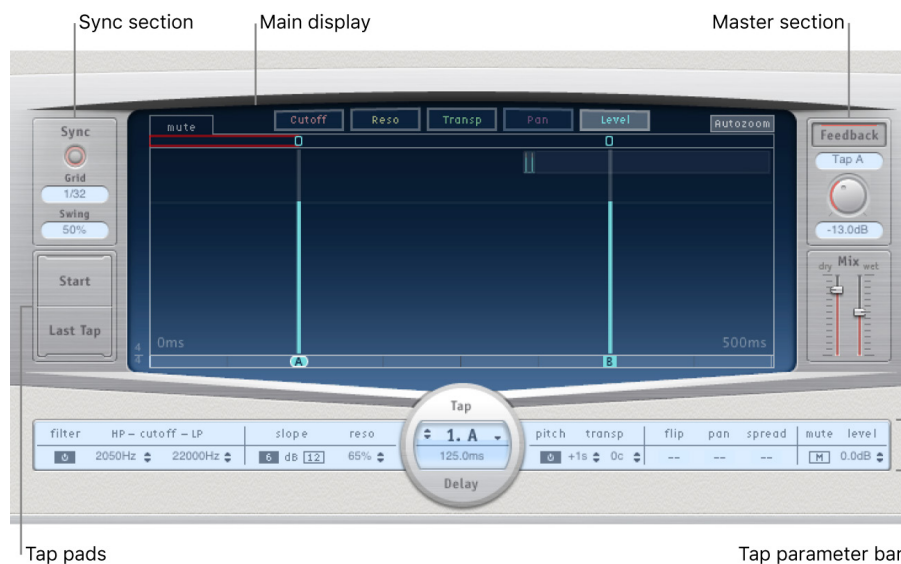 Sync section
Main display
Master section
Sync
Grid
1/32
Swing
50%
Start
Last Tap
mute
Cutoff
Reso
Transp
Pan
Level
Autozoom
0ms
500ms
4
4
A
B
Feedback
Tap A
-13.0dB
Mix
dry
wet
Tap
1. A
125.0ms
Delay
filter HP – cutoff – LP slope reso
2050Hz 22000Hz 6 dB 12 65%
pitch transp flip pan spread mute level
+1s 0c -- -- -- M 0.0dB
Tap pads
Tap parameter bar